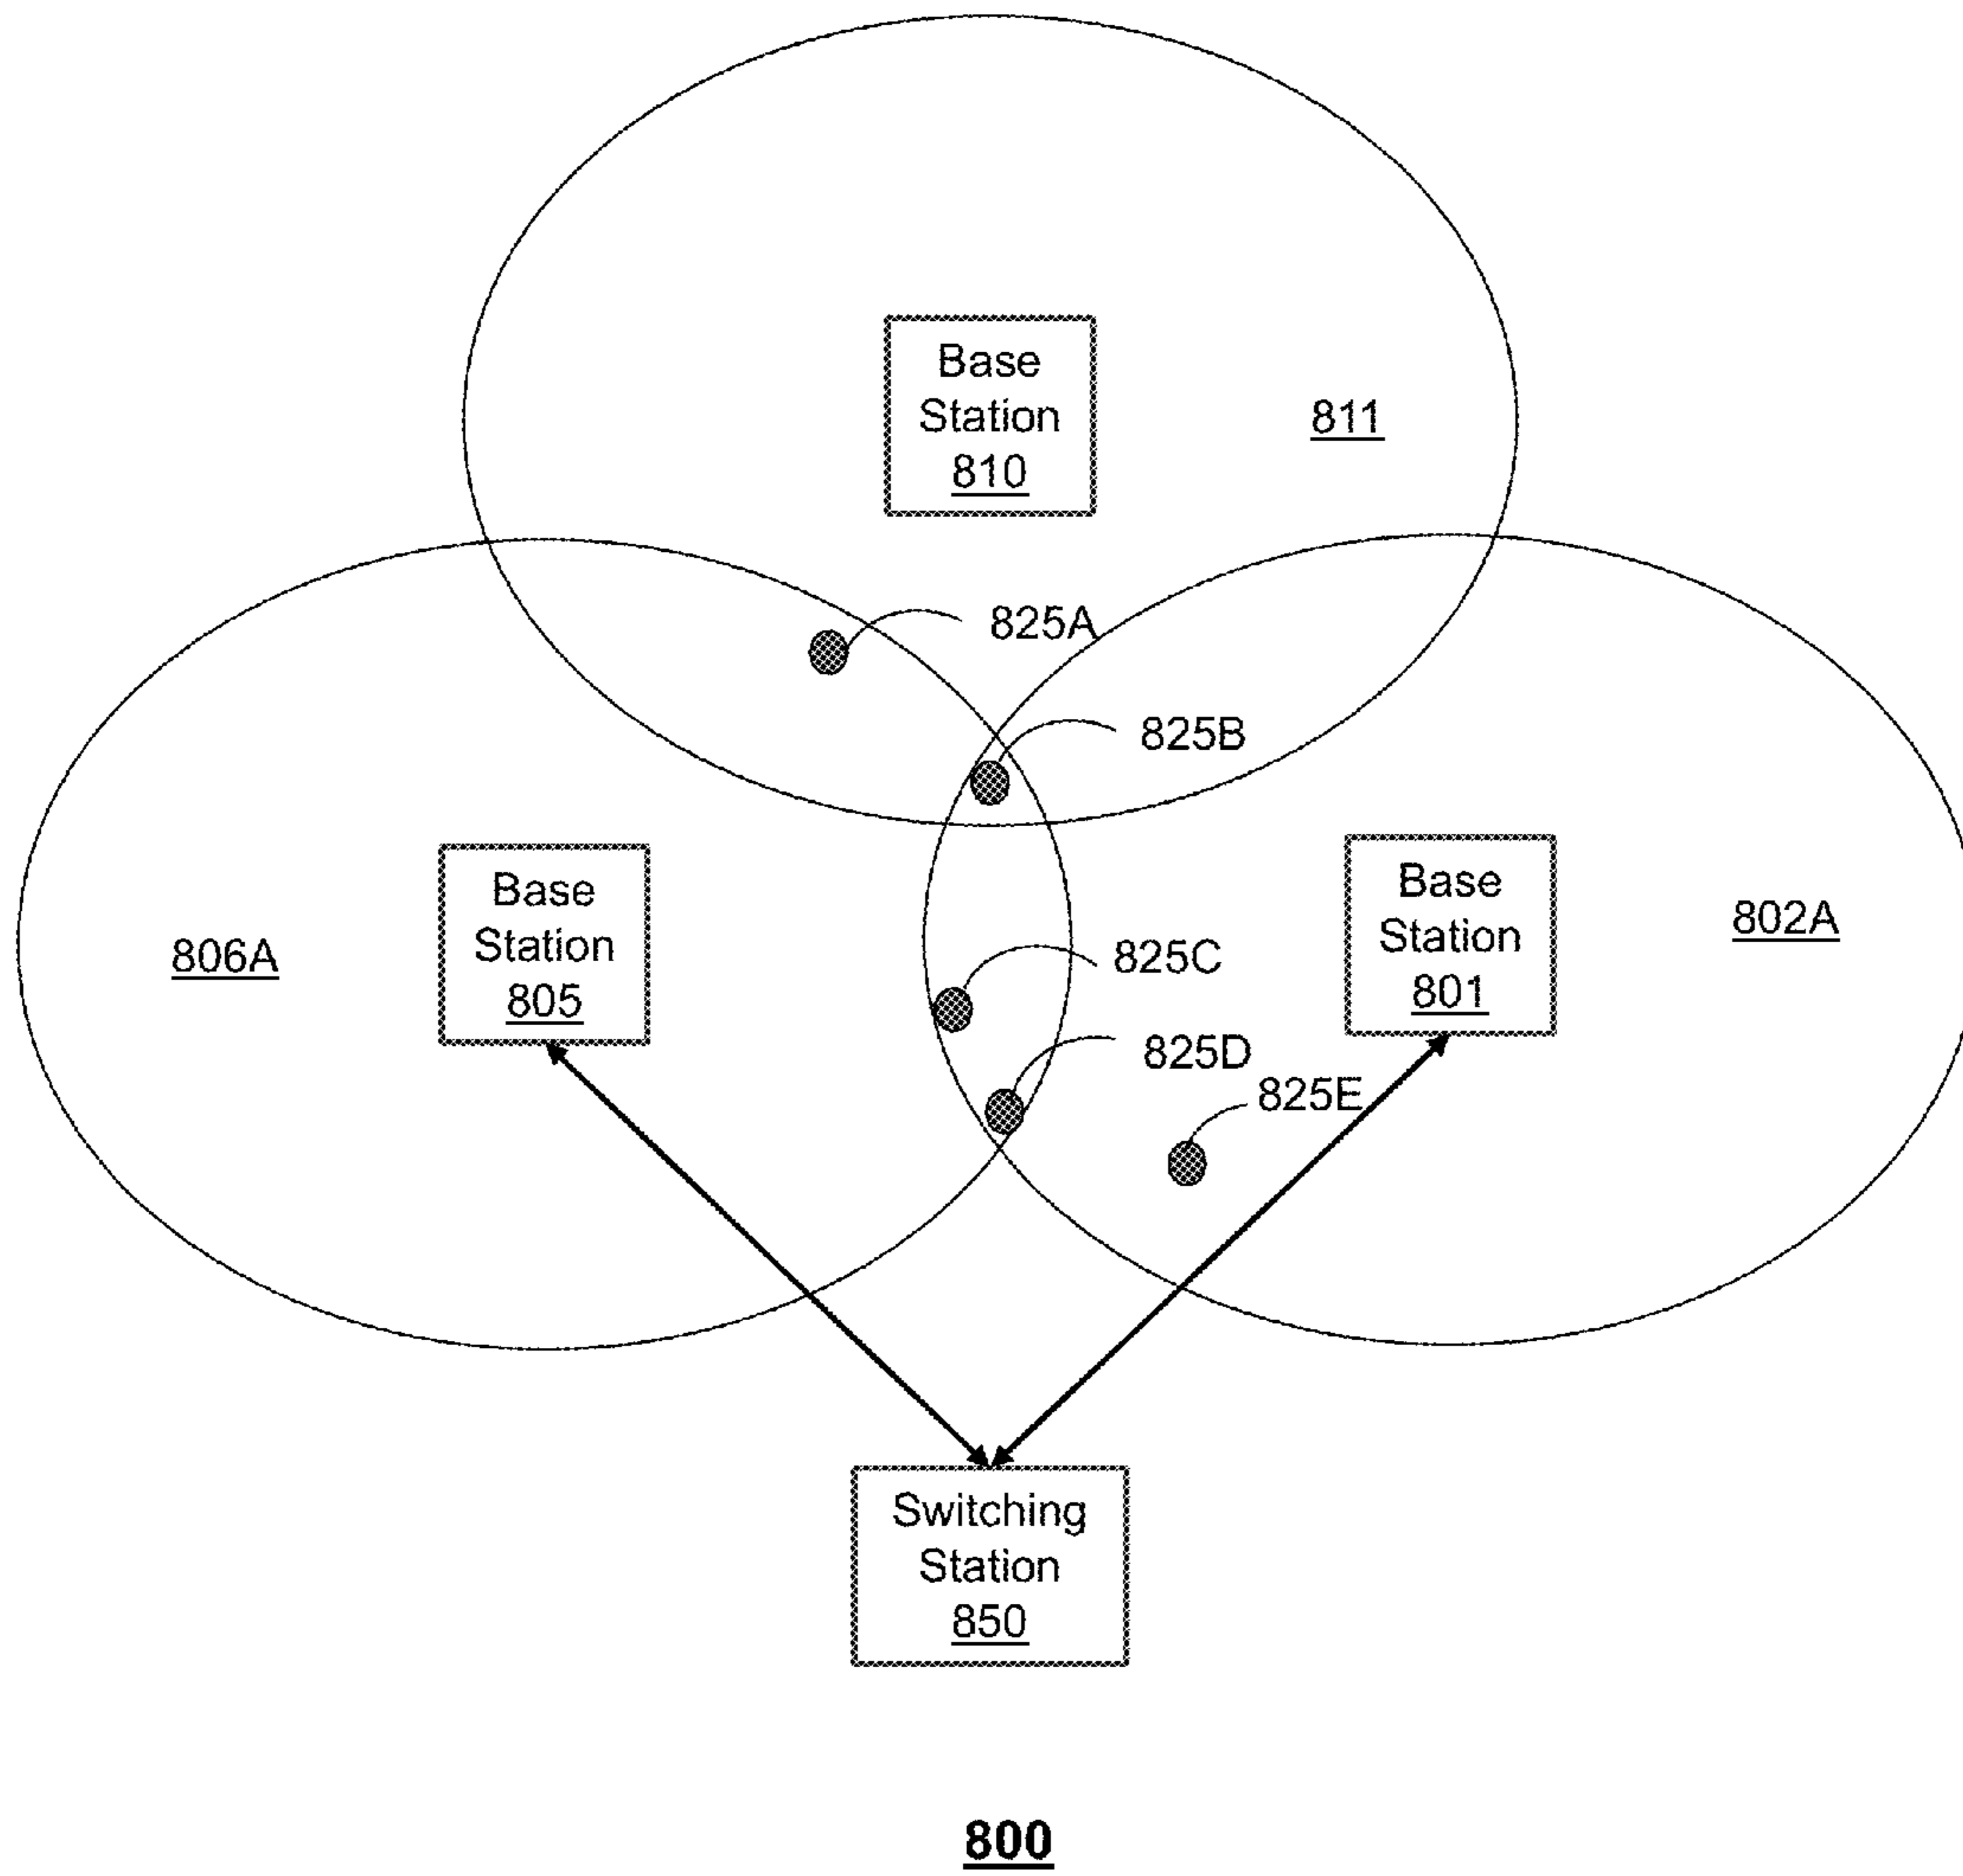 Base
Station
810
811
825A
825B
Base
Station
805
806A
Base
Station
801
802A
825C
825D
825E
Switching
Station
850
800